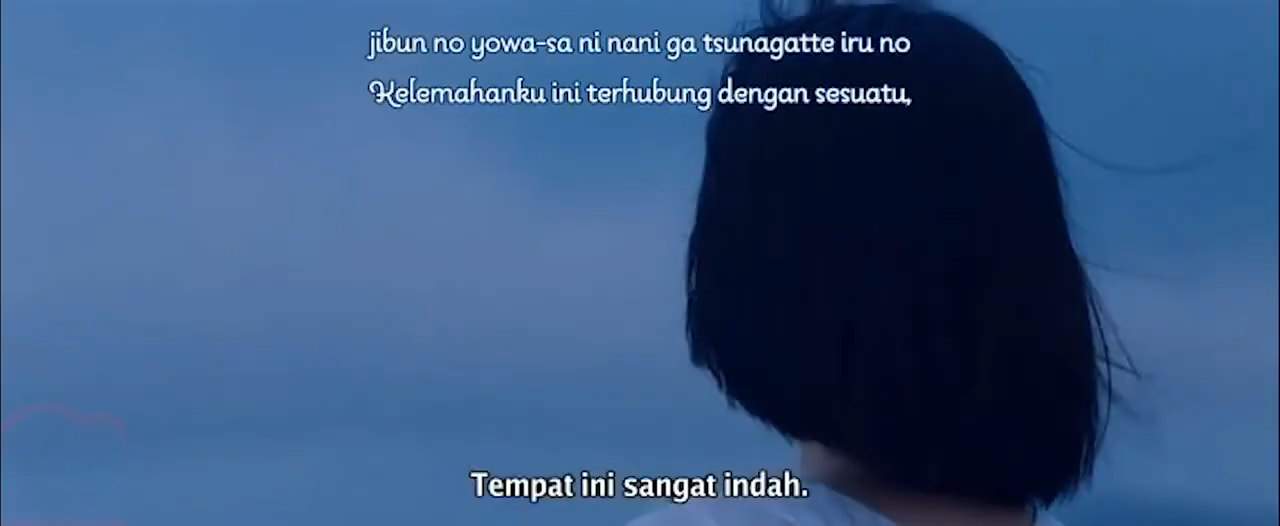 jibun no yowa-sa ni nani ga tsunagatte iru no
Kelemahanku ini terhubung dengan sesuatu,
Tempat ini sangat indah.